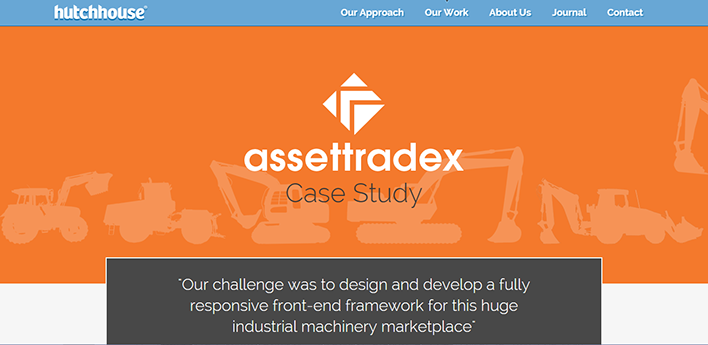 hutchhouse®
Our Approach Our Work About Us Journal Contact
assettradex
Case Study
"Our challenge was to design and develop a fully
responsive front-end framework for this huge
industrial machinery marketplace"